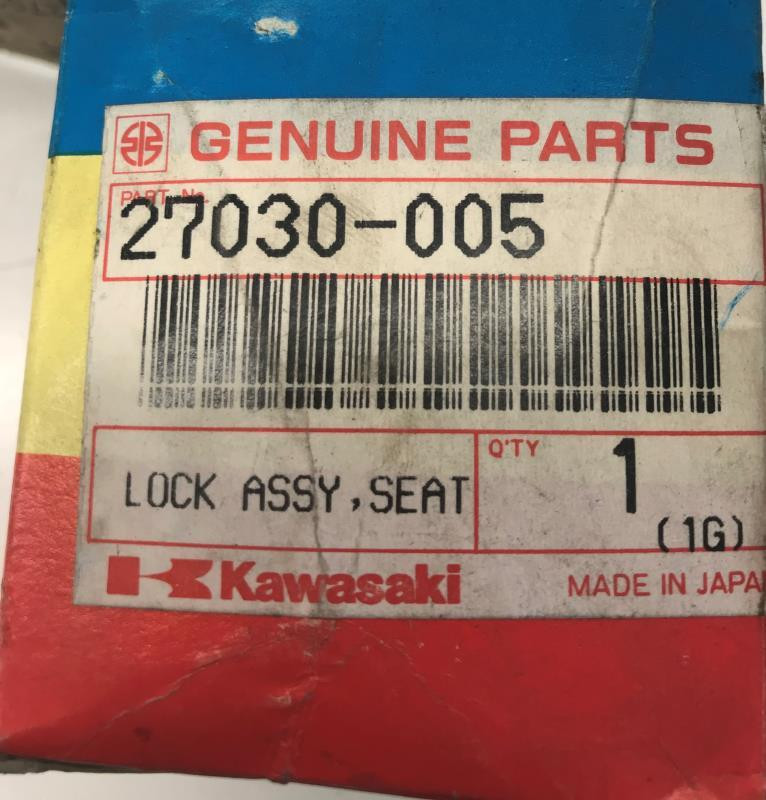 GENUINE PARTS
PART No.
27030-005
LOCK ASSY,SEAT
Q'TY
1
(1G)
Kawasaki
MADE IN JAPA